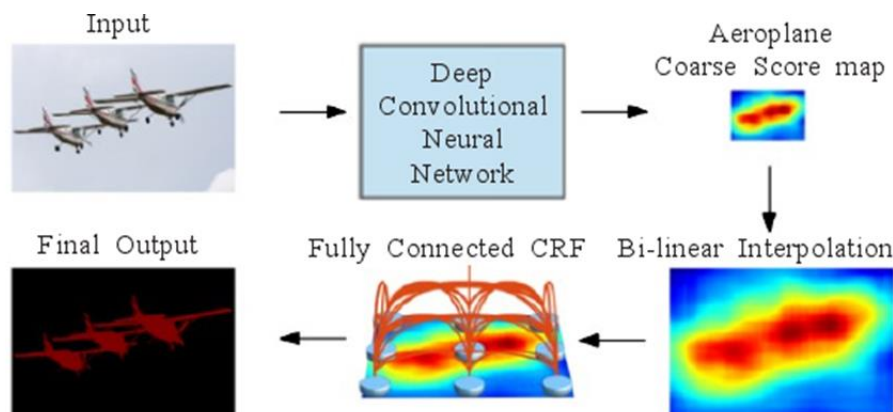 Input
Deep
Convolutional
Neural
Network
Aeroplane
Coarse Score map
Final Output
Fully Connected CRF
Bi-linear Interpolation